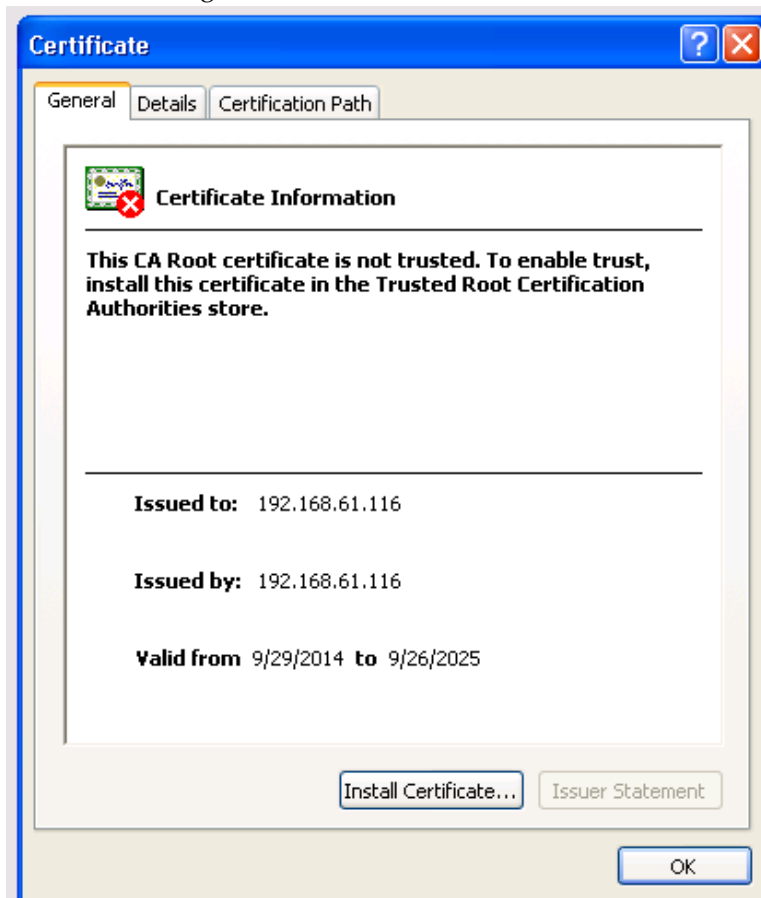 Certificate
General Details Certification Path
Certificate Information
This CA Root certificate is not trusted. To enable trust,
install this certificate in the Trusted Root Certification
Authorities store.
Issued to: 192.168.61.116
Issued by: 192.168.61.116
Valid from 9/29/2014 to 9/26/2025
Install Certificate... Issuer Statement
OK